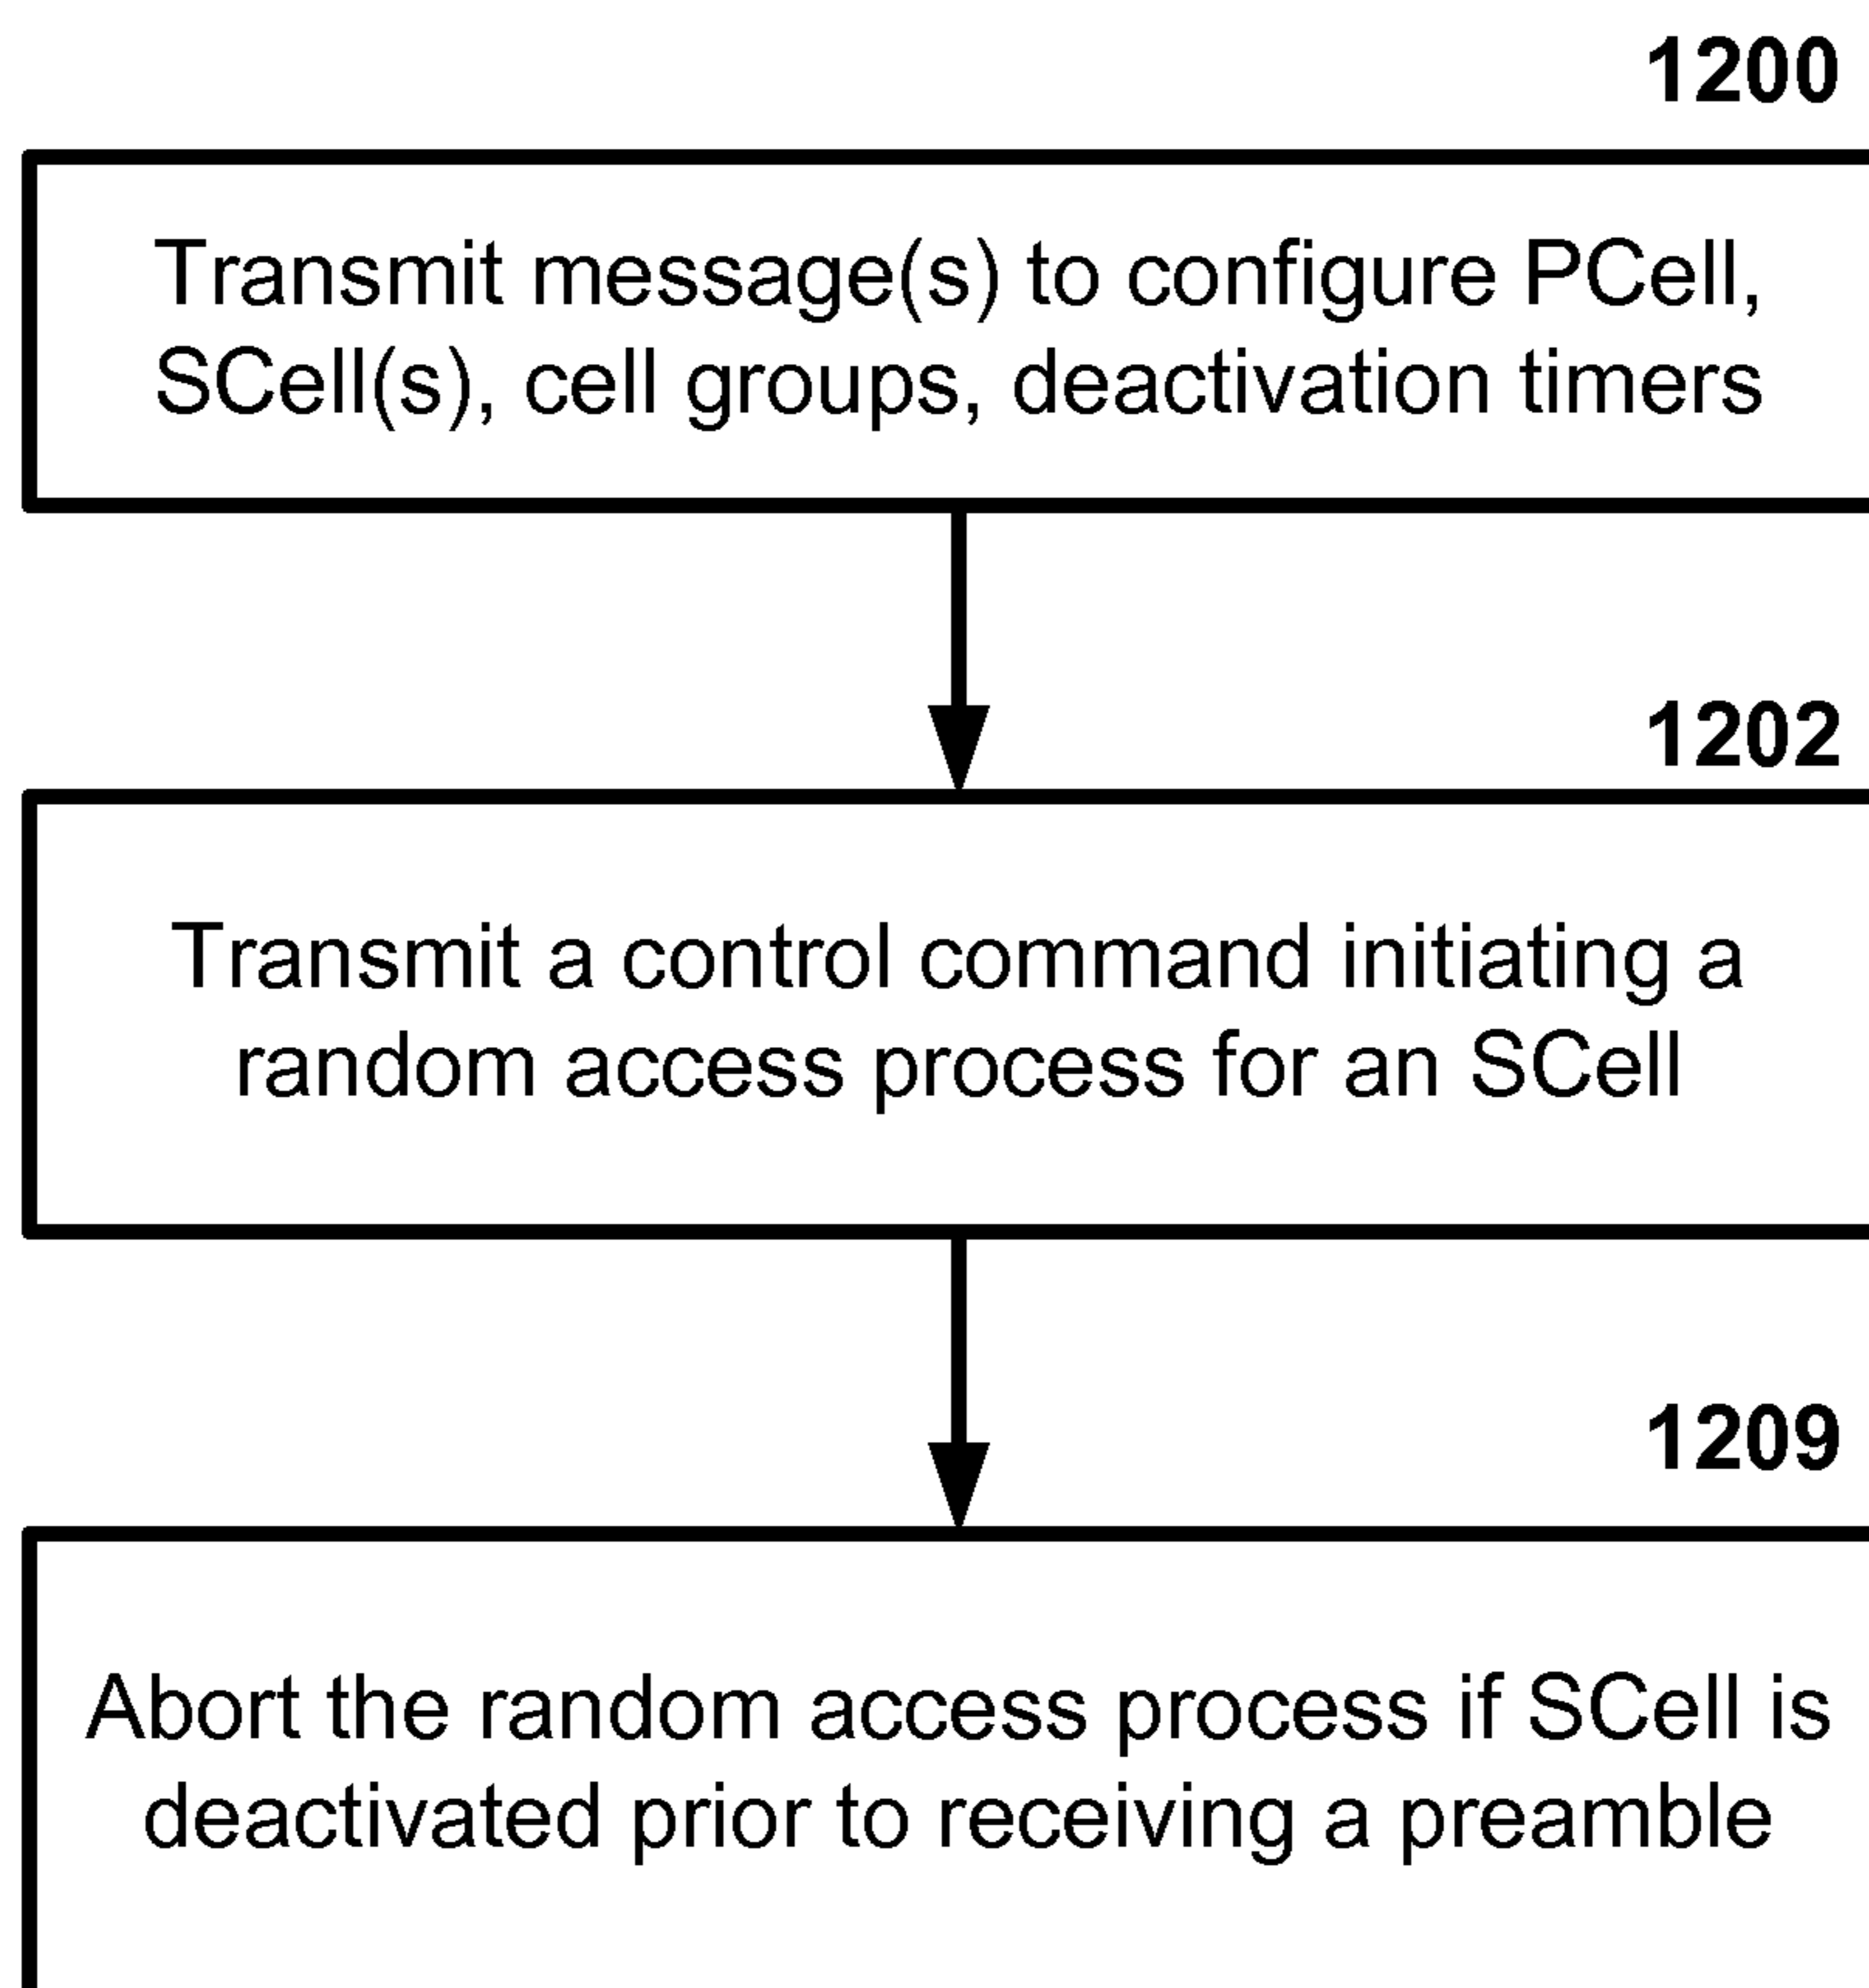 1200
Transmit message(s) to configure PCell,
SCell(s), cell groups, deactivation timers
1202
Transmit a control command initiating a
random access process for an SCell
1209
Abort the random access process if SCell is
deactivated prior to receiving a preamble